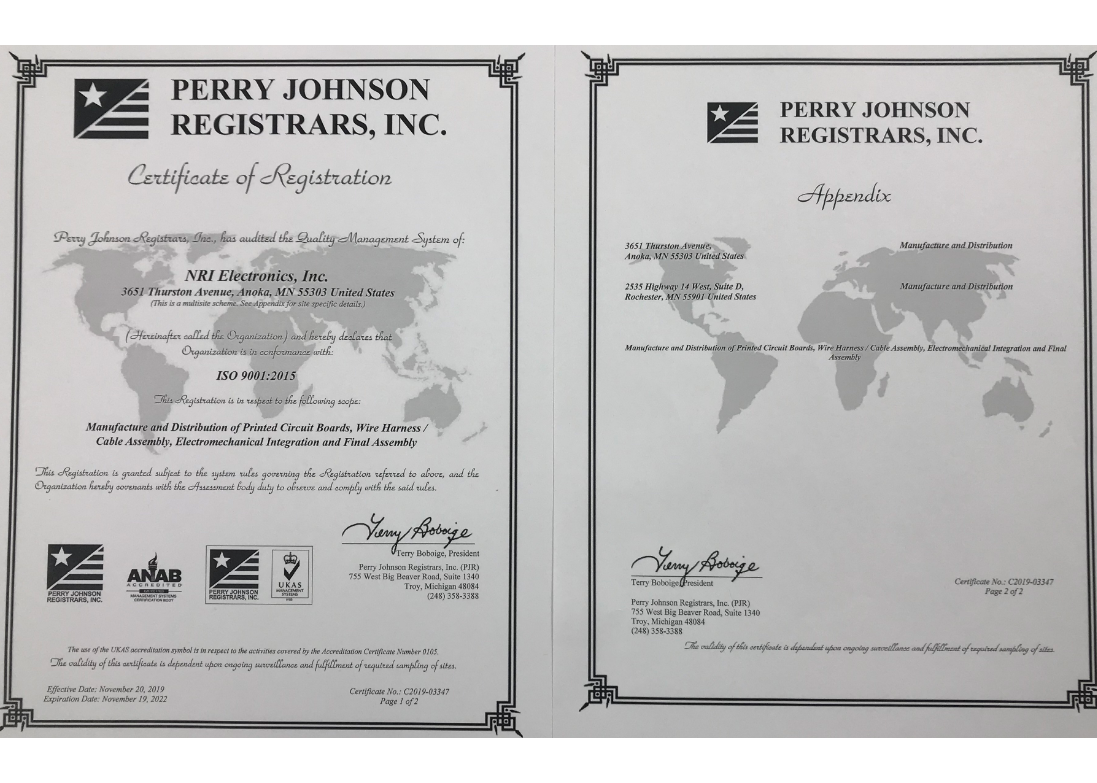 PERRY JOHNSON
REGISTRARS, INC.
Certificate of Registration
Perry Johnson Registrars, Inc., has audited the Quality Management System of:
NRI Electronics, Inc.
3651 Thurston Avenue, Anoka, MN 55303 United States
(This is a multisite scheme. See Appendix for site specific details.)
(Hereinafter called the Organization) and hereby declares that
Organization is in conformance with:
ISO 9001:2015
This Registration is in respect to the following scope:
Manufacture and Distribution of Printed Circuit Boards, Wire Harness /
Cable Assembly, Electromechanical Integration and Final Assembly
This Registration is granted subject to the system rules governing the Registration referred to above, and the
Organization hereby covenants with the Assessment body duty to observe and comply with the said rules.
Terry Boboige
Terry Boboige, President
Perry Johnson Registrars, Inc. (PJR)
755 West Big Beaver Road, Suite 1340
Troy, Michigan 48084
(248) 358-3388
PERRY JOHNSON
REGISTRARS, INC.
ANAB
ACCREDITED
MANAGEMENT SYSTEMS
CERTIFICATION BODY
PERRY JOHNSON
REGISTRARS, INC.
UKAS
MANAGEMENT
SYSTEMS
The use of the UKAS accreditation symbol is in respect to the activities covered by the Accreditation Certificate Number 0105.
The validity of this certificate is dependent upon ongoing surveillance and fulfillment of required sampling of sites.
Effective Date: November 20, 2019
Expiration Date: November 19, 2022
Certificate No.: C2019-03347
Page 1 of 2
PERRY JOHNSON
REGISTRARS, INC.
Appendix
3651 Thurston Avenue,
Anoka, MN 55303 United States
Manufacture and Distribution
2535 Highway 14 West, Suite D,
Rochester, MN 55901 United States
Manufacture and Distribution
Manufacture and Distribution of Printed Circuit Boards, Wire Harness / Cable Assembly, Electromechanical Integration and Final
Assembly
Terry Boboige
Terry Boboige, President
Perry Johnson Registrars, Inc. (PJR)
755 West Big Beaver Road, Suite 1340
Troy, Michigan 48084
(248) 358-3388
Certificate No.: C2019-03347
Page 2 of 2
The validity of this certificate is dependent upon ongoing surveillance and fulfillment of required sampling of sites.